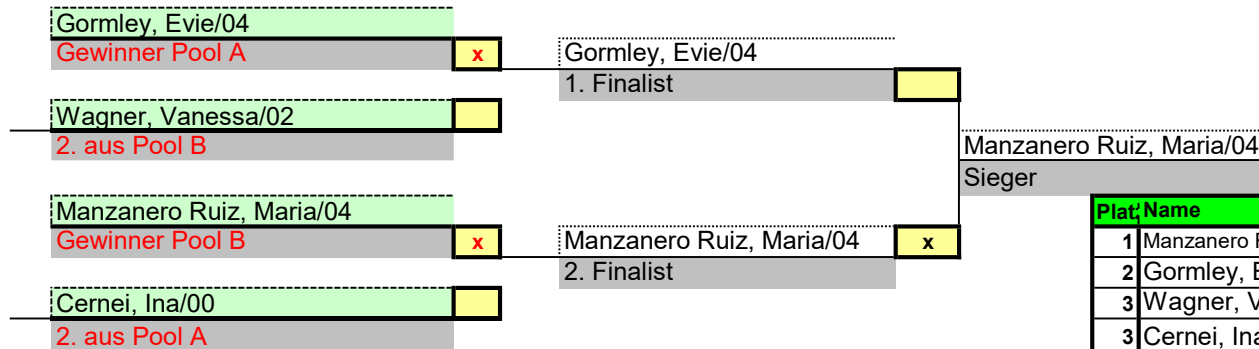 Gormley, Evie/04
Gewinner Pool A
x
Gormley, Evie/04
1. Finalist
Wagner, Vanessa/02
2. aus Pool B
Manzanero Ruiz, Maria/04
Sieger
Manzanero Ruiz, Maria/04
Gewinner Pool B
x
Manzanero Ruiz, Maria/04
x
2. Finalist
Cernei, Ina/00
2. aus Pool A
Name
1 Manzanero
2 Gormley,
3 Wagner,
3 Cernei,